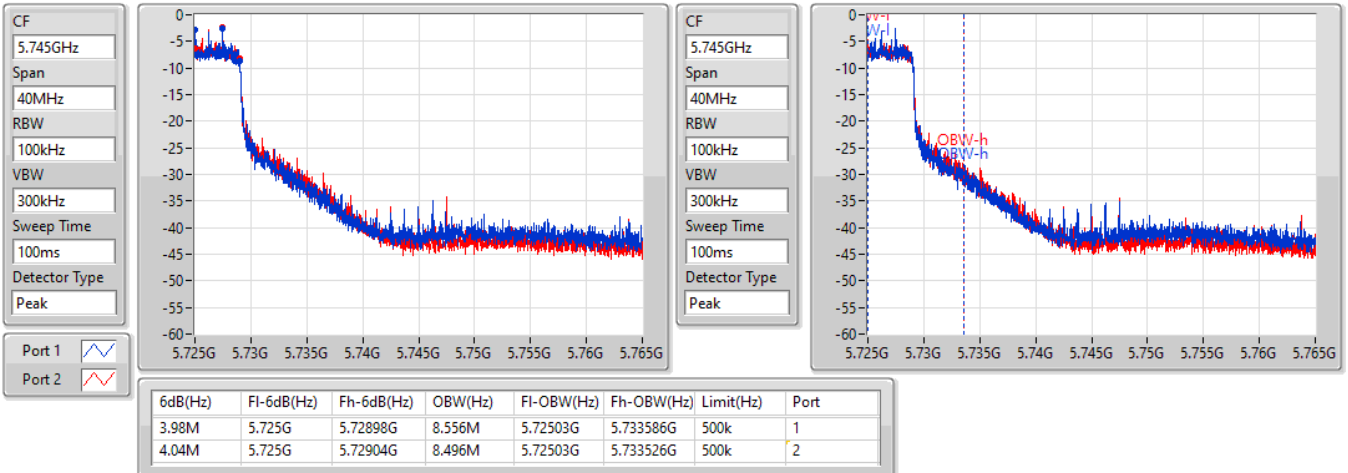 CF
5.745GHz
Span
40MHz
RBW
100kHz
VBW
300kHz
Sweep Time
100ms
Detector Type
Peak
0-
-5-
-10-
-15-
-20-
-25-
-30-
-35-
-40-
-45-
-50-
-55-
-60-
5.725G 5.73G 5.735G 5.74G 5.745G 5.75G 5.755G 5.76G 5.765G
CF
5.745GHz
Span
40MHz
RBW
100kHz
VBW
300kHz
Sweep Time
100ms
Detector Type
Peak
0-
-5-
-10-
-15-
-20-
-25-
-30-
-35-
-40-
-45-
-50-
-55-
-60-
W-l
W-l
OBW-h
OBW-h
5.725G 5.73G 5.735G 5.74G 5.745G 5.75G 5.755G 5.76G 5.765G
Port 1
Port 2
6dB(Hz) Fl-6dB(Hz) Fh-6dB(Hz) OBW(Hz) Fl-OBW(Hz) Fh-OBW(Hz) Limit(Hz) Port
3.98M 5.725G 5.72898G 8.556M 5.72503G 5.733586G 500k 1
4.04M 5.725G 5.72904G 8.496M 5.72503G 5.733526G 500k 2